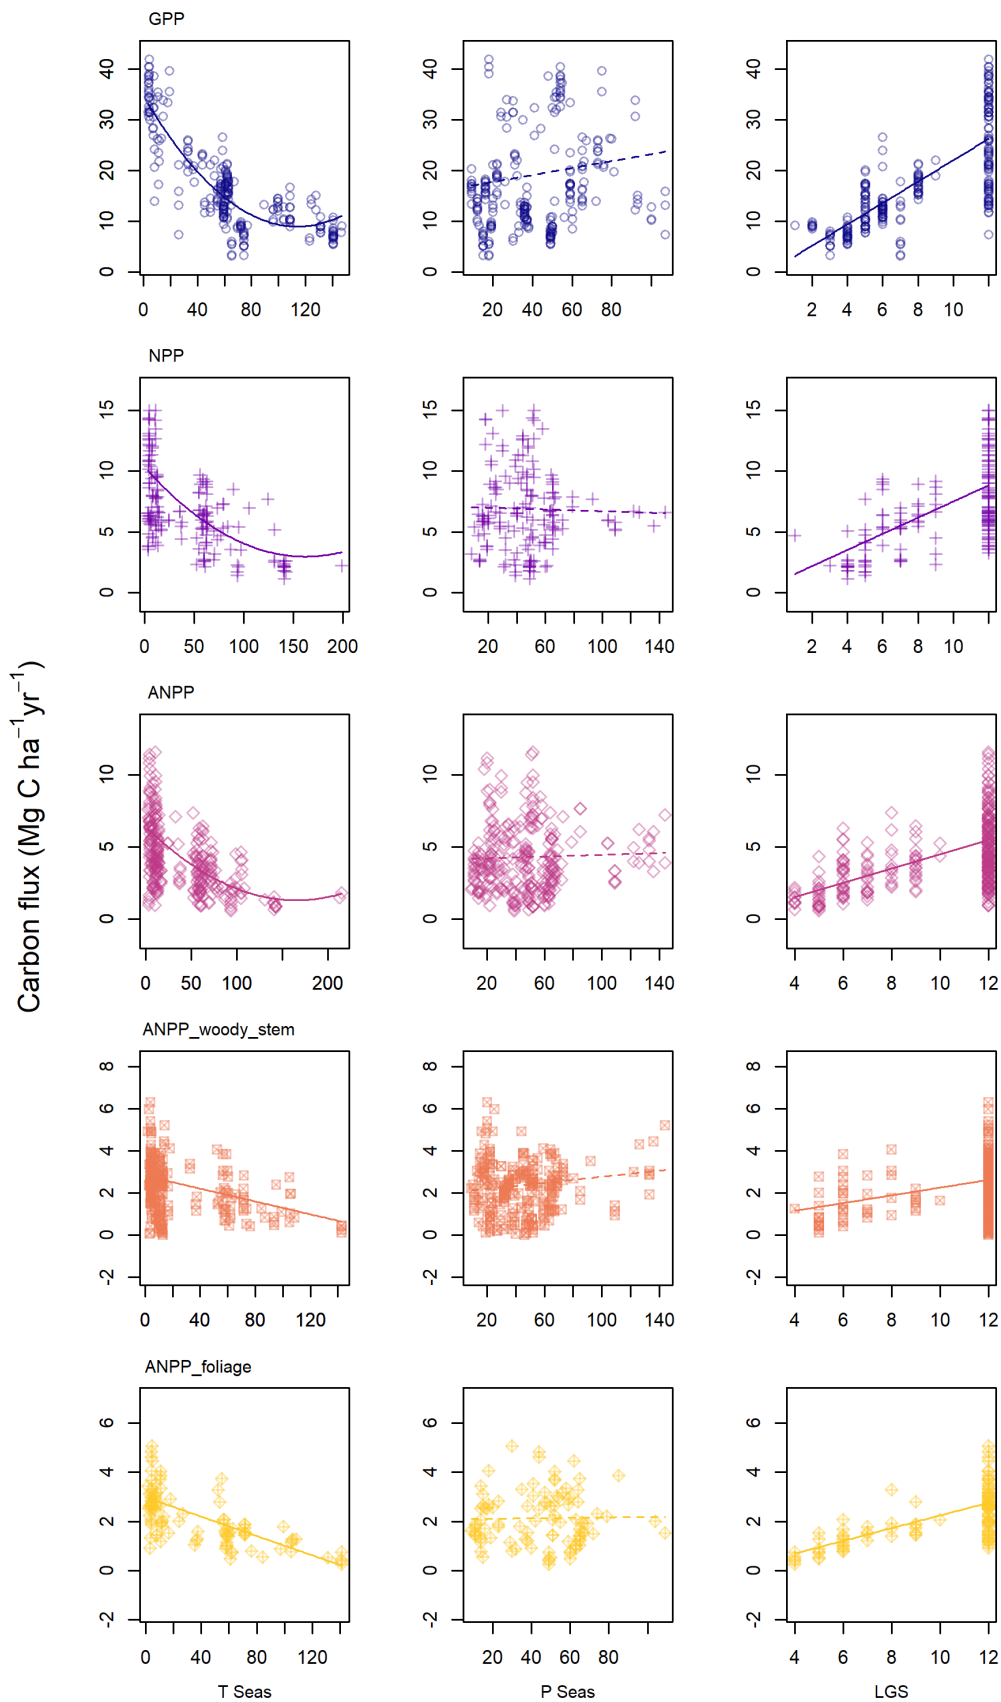 GPP
0 10 20 30 40
0 40 80 120
20 40 60 80
0 10 20 30 40
2 4 6 8 10
0 10 20 30 40
NPP
0 5 10 15
0 50 100 150 200
0 5 10 15
20 60 100 140
0 5 10 15
2 4 6 8 10
ANPP
0 5 10
0 50 100 200
0 5 10
20 60 100 140
0 5 10
4 6 8 10 12
ANPP_woody_stem
-2 0 2 4 6 8
0 40 80 120
-2 0 2 4 6 8
20 60 100 140
-2 0 2 4 6 8
4 6 8 10 12
ANPP_foliage
-2 0 2 4 6
0 40 80 120
-2 0 2 4 6
20 40 60 80
-2 0 2 4 6
4 6 8 10 12
T Seas
P Seas
LGS
Carbon flux (Mg C ha⁻¹yr⁻¹)